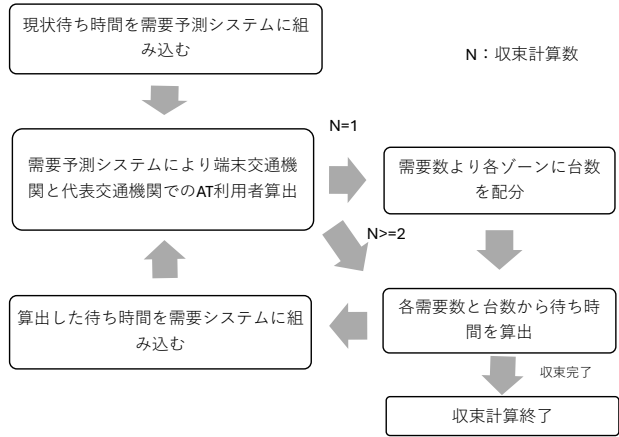 現状待ち時間を需要予測システムに組
み込む
N：収束計算数
N=1
需要予測システムにより端末交通機
関と代表交通機関でのAT利用者算出
需要数より各ゾーンに台数
を配分
N>=2
算出した待ち時間を需要システムに組
み込む
各需要数と台数から待ち時
間を算出
収束完了
収束計算終了